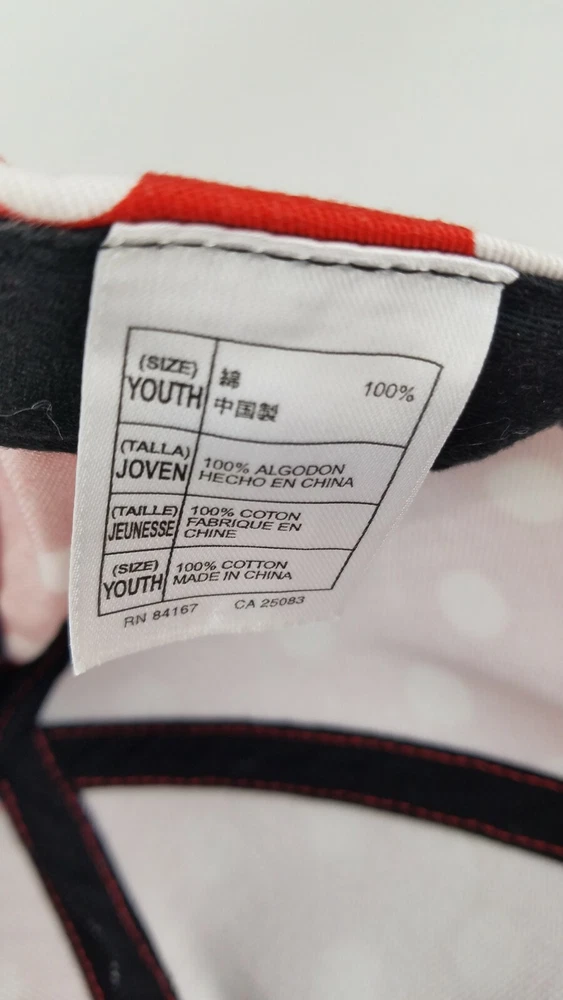 (SIZE)
YOUTH
綿 100%
中国製
(TALLA)
JOVEN
100% ALGODON
HECHO EN CHINA
(TAILLE)
JEUNESSE
100% COTON
FABRIQUE EN
CHINE
(SIZE)
YOUTH
100% COTTON
MADE IN CHINA
RN 84167 CA 25083